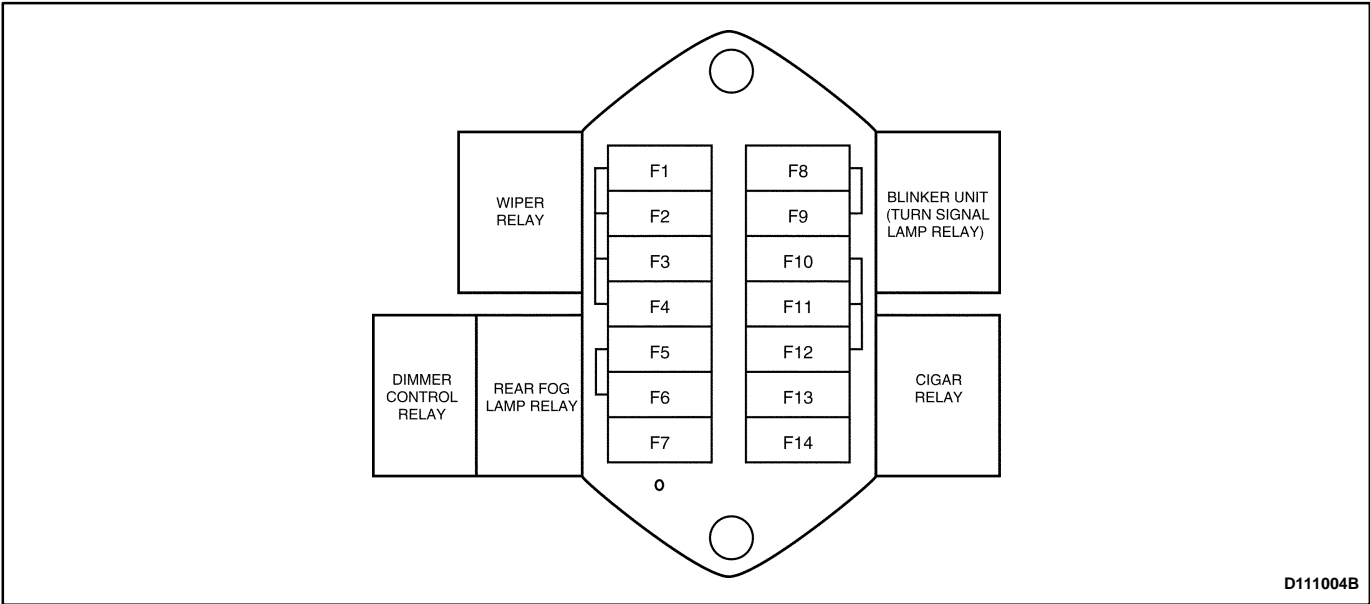 WIPER
RELAY
DIMMER
CONTROL
RELAY
REAR FOG
LAMP RELAY
F1
F2
F3
F4
F5
F6
F7
F8
F9
F10
F11
F12
F13
F14
BLINKER UNIT
(TURN SIGNAL
LAMP RELAY)
CIGAR
RELAY
D111004B